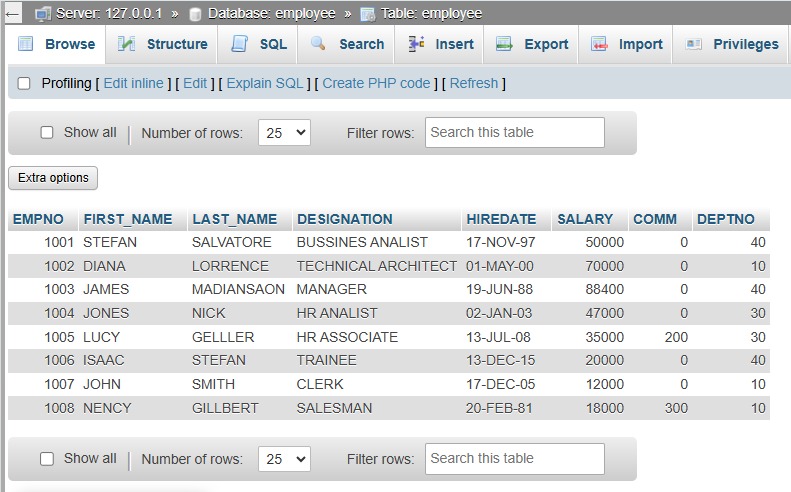 Server: 127.0.0.1 » Database: employee » Table: employee
Browse Structure SQL Search Insert Export Import Privileges
Profiling [ Edit inline ] [ Edit ] [ Explain SQL ] [ Create PHP code ] [ Refresh ]
Show all Number of rows: 25 Filter rows: Search this table
Extra options
EMPNO FIRST_NAME LAST_NAME DESIGNATION HIREDATE SALARY COMM DEPTNO
1001 STEFAN SALVATORE BUSSINES ANALIST 17-NOV-97 50000 0 40
1002 DIANA LORRENCE TECHNICAL ARCHITECT 01-MAY-00 70000 0 10
1003 JAMES MADIANSAON MANAGER 19-JUN-88 88400 0 40
1004 JONES NICK HR ANALIST 02-JAN-03 47000 0 30
1005 LUCY GELLLER HR ASSOCIATE 13-JUL-08 35000 200 30
1006 ISAAC STEFAN TRAINEE 13-DEC-15 20000 0 40
1007 JOHN SMITH CLERK 17-DEC-05 12000 0 10
1008 NENCY GILLBERT SALESMAN 20-FEB-81 18000 300 10
Show all Number of rows: 25 Filter rows: Search this table